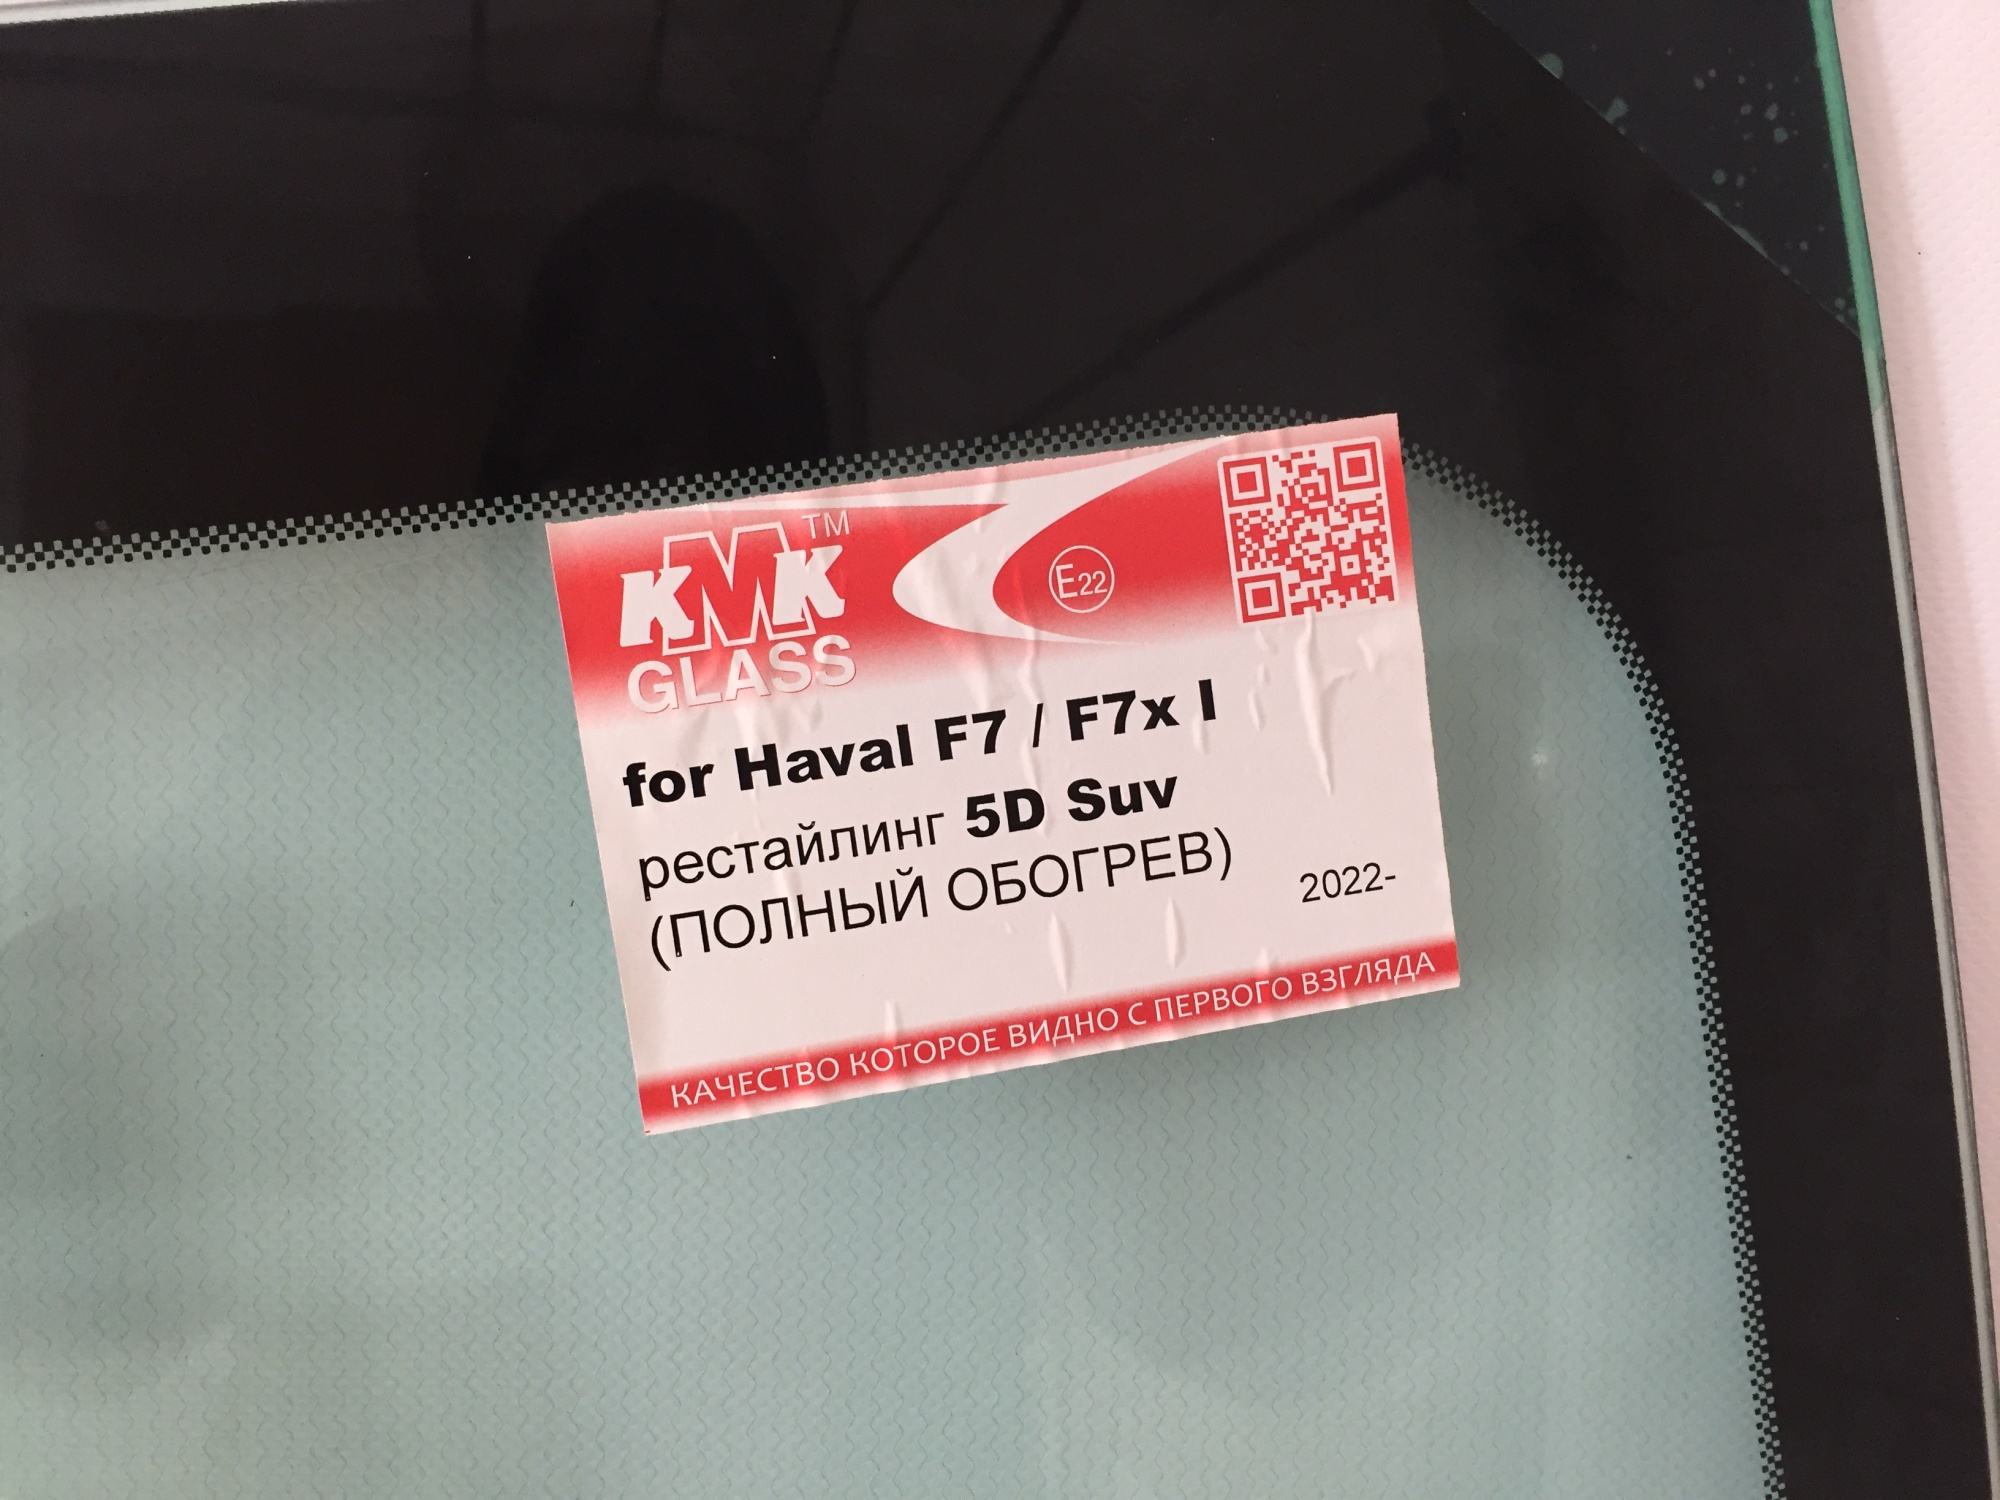 KMK™
GLASS
E22
for Haval F7 / F7x I
рестайлинг 5D Suv
(ПОЛНЫЙ ОБОГРЕВ)
2022-
КАЧЕСТВО КОТОРОЕ ВИДНО С ПЕРВОГО ВЗГЛЯДА